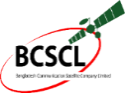 BCSCL
Bangladesh Communication Satellite Company Limited